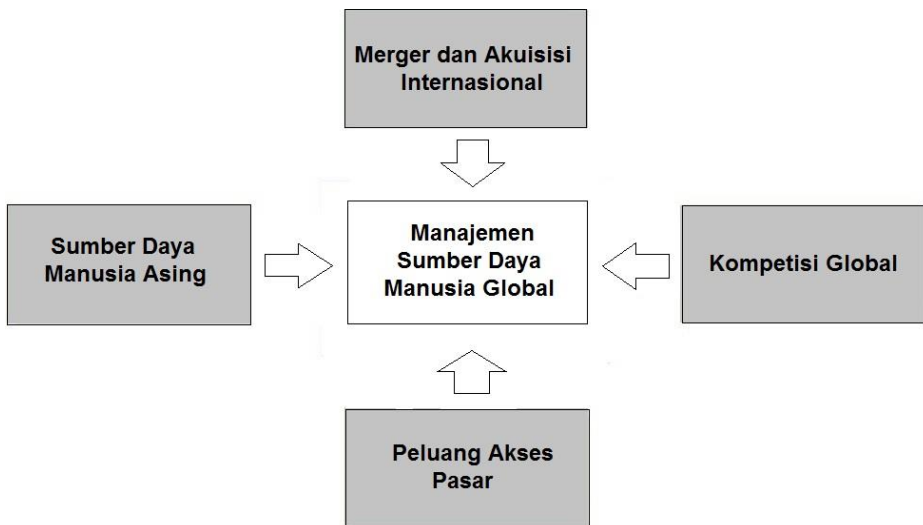 Merger dan Akuisisi
Internasional
Sumber Daya
Manusia Asing
Manajemen
Sumber Daya
Manusia Global
Kompetisi Global
Peluang Akses
Pasar